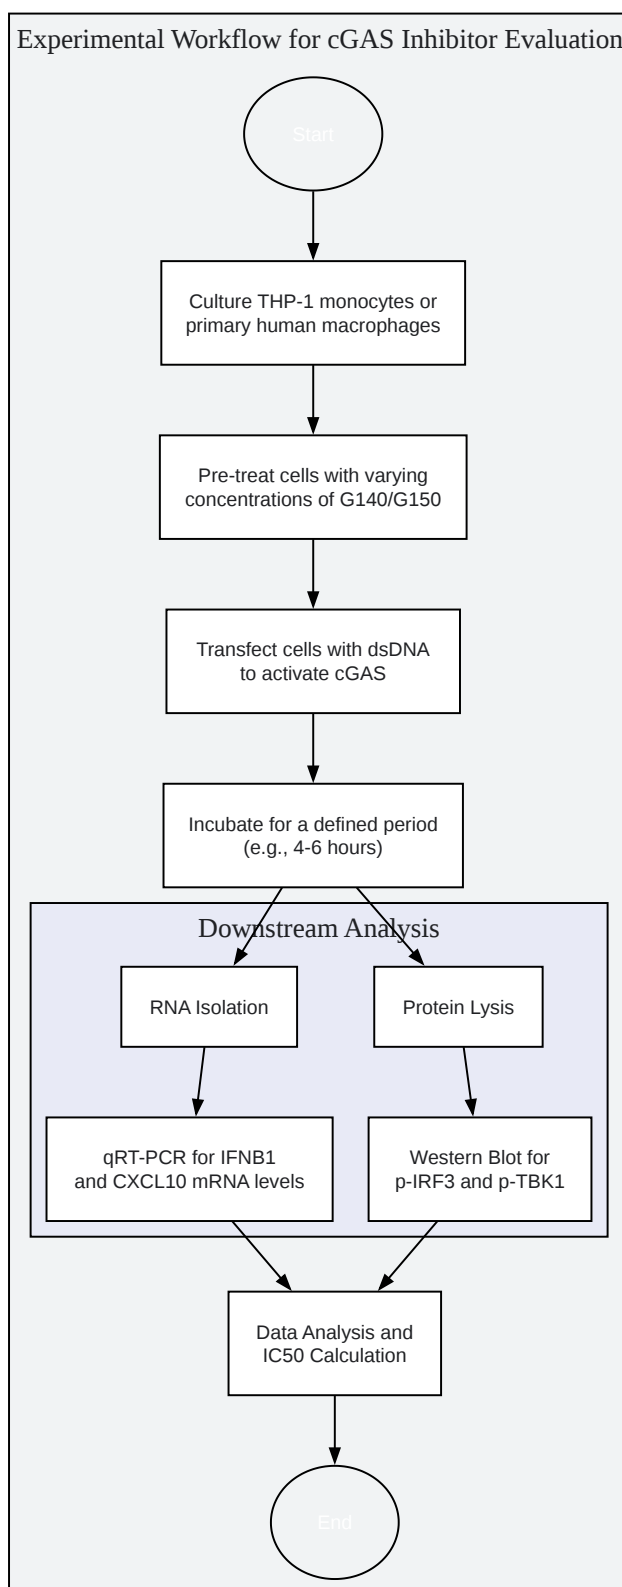 Experimental Workflow for cGAS Inhibitor Evaluation
Start
Culture THP-1 monocytes or
primary human macrophages
Pre-treat cells with varying
concentrations of G140/G150
Transfect cells with dsDNA
to activate cGAS
Incubate for a defined period
(e.g., 4-6 hours)
Downstream Analysis
RNA Isolation
Protein Lysis
qRT-PCR for IFNB1
and CXCL10 mRNA levels
Western Blot for
p-IRF3 and p-TBK1
Data Analysis and
IC50 Calculation
End